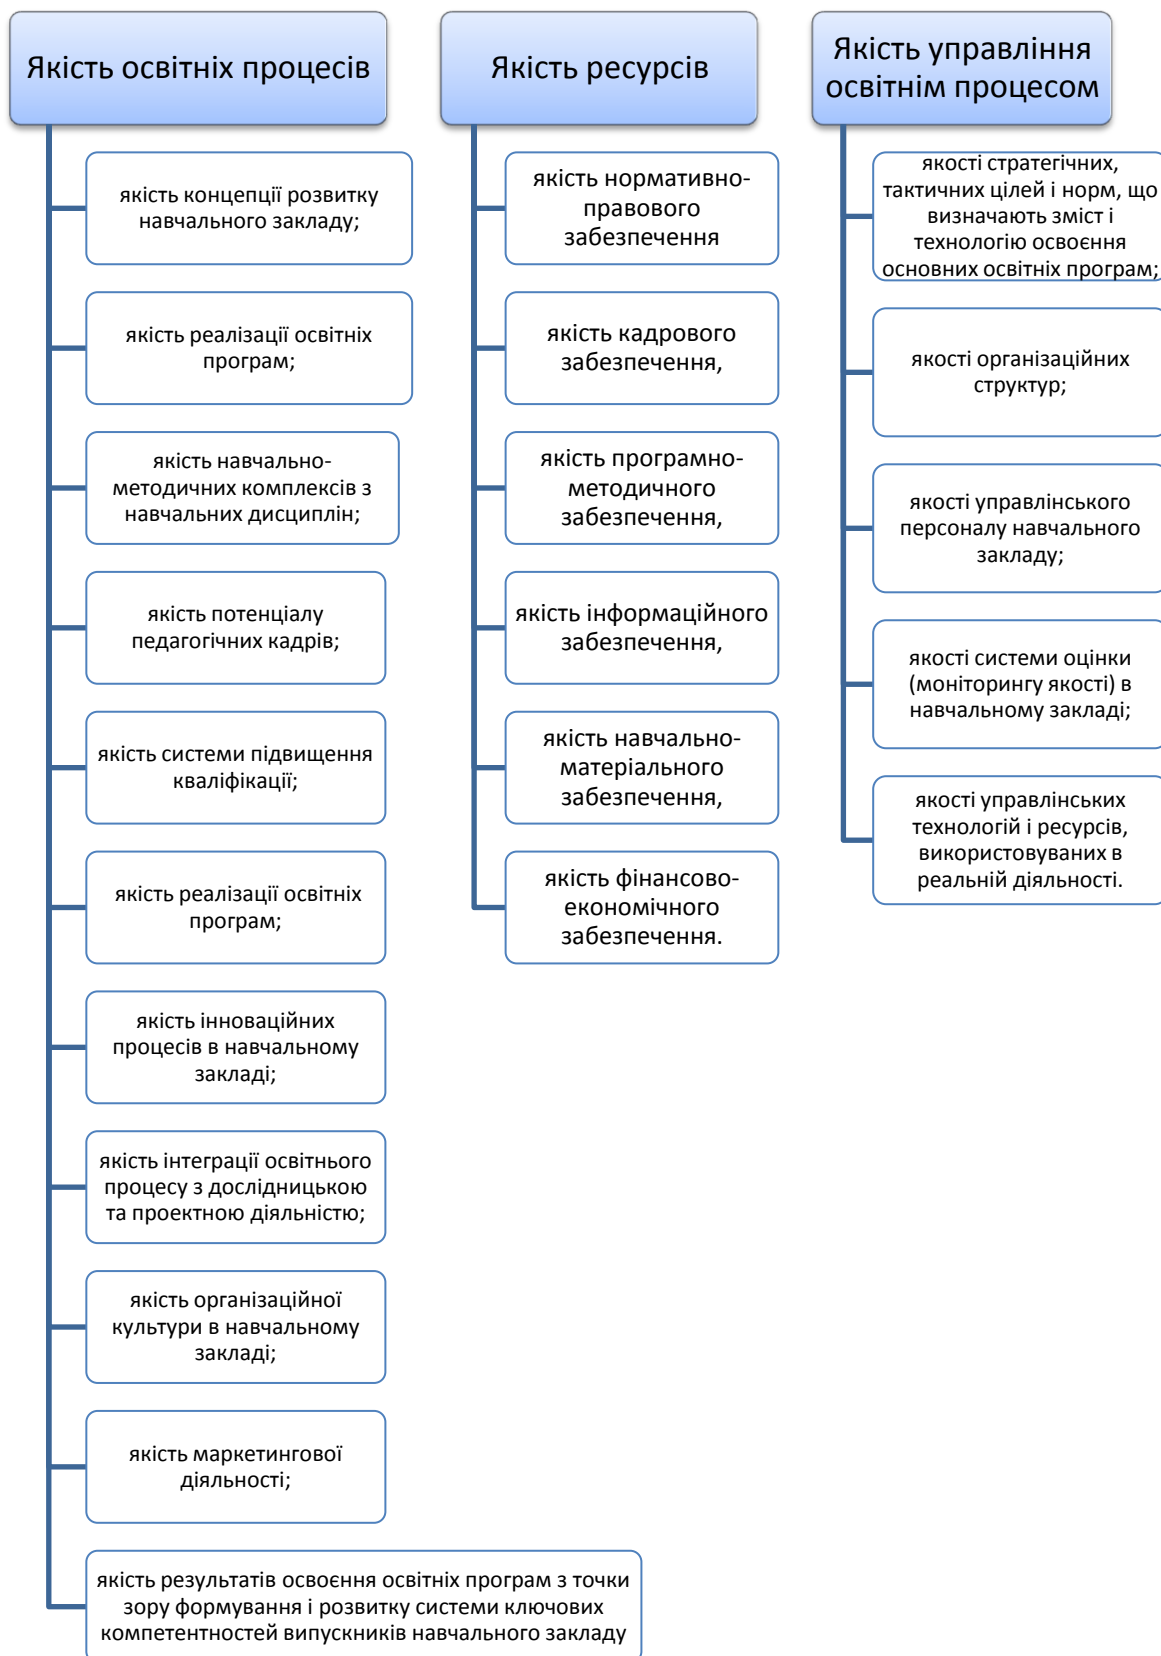 Якість освітніх процесів
якість концепції розвитку
навчального закладу;
якість реалізації освітніх
програм;
якість навчально-
методичних комплексів з
навчальних дисциплін;
якість потенціалу
педагогічних кадрів;
якість системи підвищення
кваліфікації;
якість реалізації освітніх
програм;
якість інноваційних
процесів в навчальному
закладі;
якість інтеграції освітнього
процесу з дослідницькою
та проектною діяльністю;
якість організаційної
культури в навчальному
закладі;
якість маркетингової
діяльності;
якість результатів освоєння освітніх програм з точки
зору формування і розвитку системи ключових
компетентностей випускників навчального закладу
Якість ресурсів
якість нормативно-
правового
забезпечення
якість кадрового
забезпечення,
якість програмно-
методичного
забезпечення,
якість інформаційного
забезпечення,
якість навчально-
матеріального
забезпечення,
якість фінансово-
економічного
забезпечення.
Якість управління
освітнім процесом
якості стратегічних,
тактичних цілей і норм, що
визначають зміст і
технологію освоєння
основних освітніх програм;
якості організаційних
структур;
якості управлінського
персоналу навчального
закладу;
якості системи оцінки
(моніторингу якості) в
навчальному закладі;
якості управлінських
технологій і ресурсів,
використовуваних в
реальній діяльності.